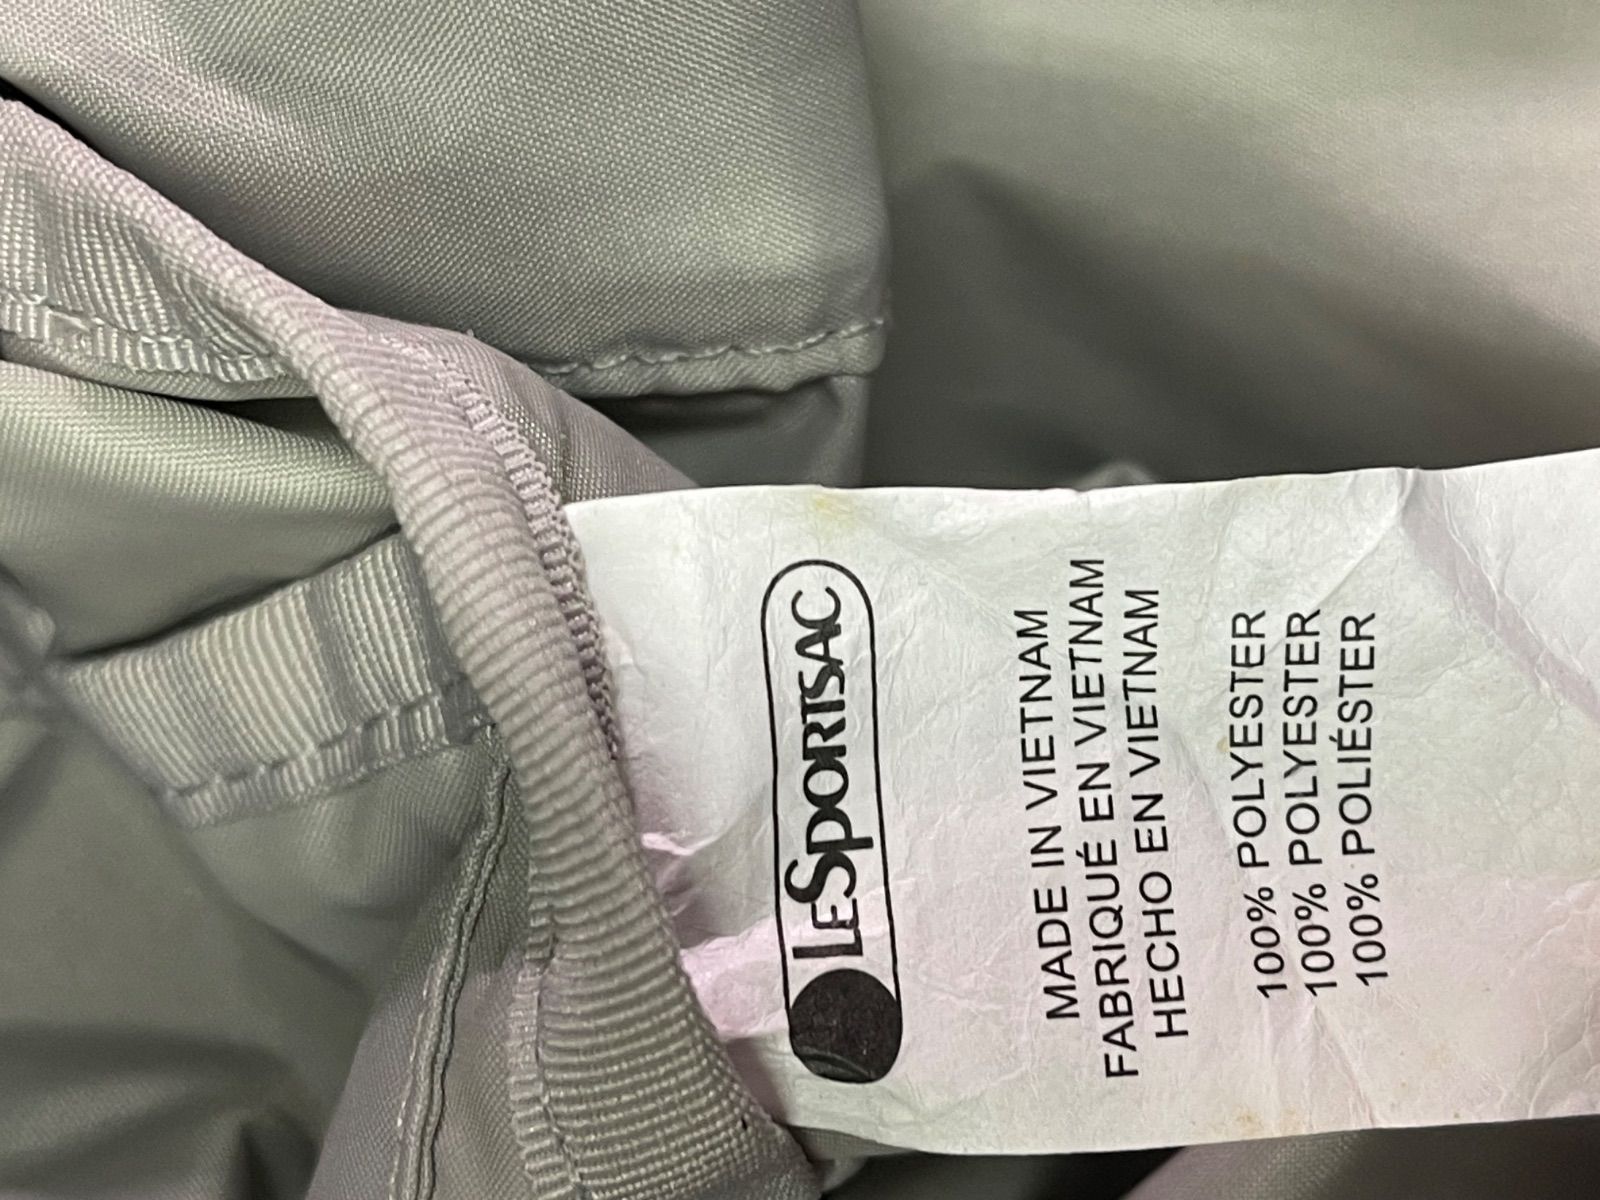 LESPORTSAC
MADE IN VIETNAM
FABRIQUÉ EN VIETNAM
HECHO EN VIETNAM
100% POLYESTER
100% POLYESTER
100% POLIÉSTER